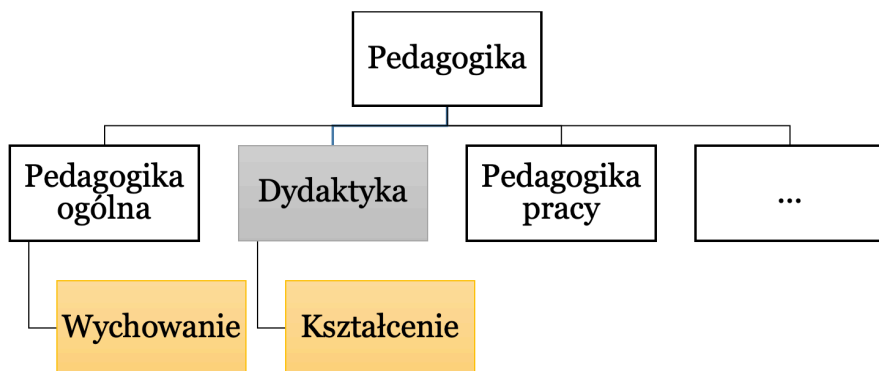 Pedagogika
Pedagogika
ogólna
Dydaktyka
Pedagogika
pracy
...
Wychowanie
Kształcenie